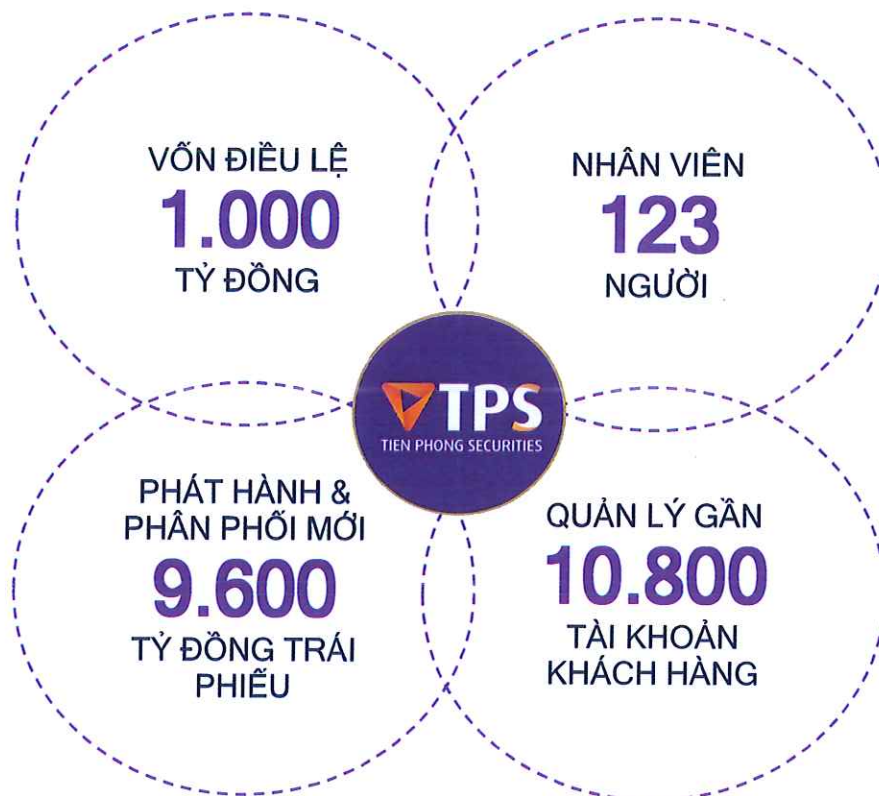 VỐN ĐIỀU LỆ
1.000
TỶ ĐỒNG
NHÂN VIÊN
123
NGƯỜI
TPS
TIEN PHONG SECURITIES
PHÁT HÀNH &
PHÂN PHỐI MỚI
9.600
TỶ ĐỒNG TRÁI
PHIẾU
QUẢN LÝ GẦN
10.800
TÀI KHOẢN
KHÁCH HÀNG